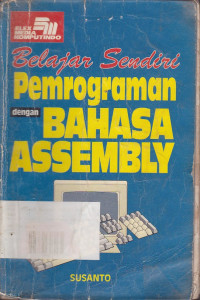 ELEX
MEDIA
KOMPUTINDO
Belajar Sendiri
Pemrograman
dengan BAHASA
ASSEMBLY
SUSANTO